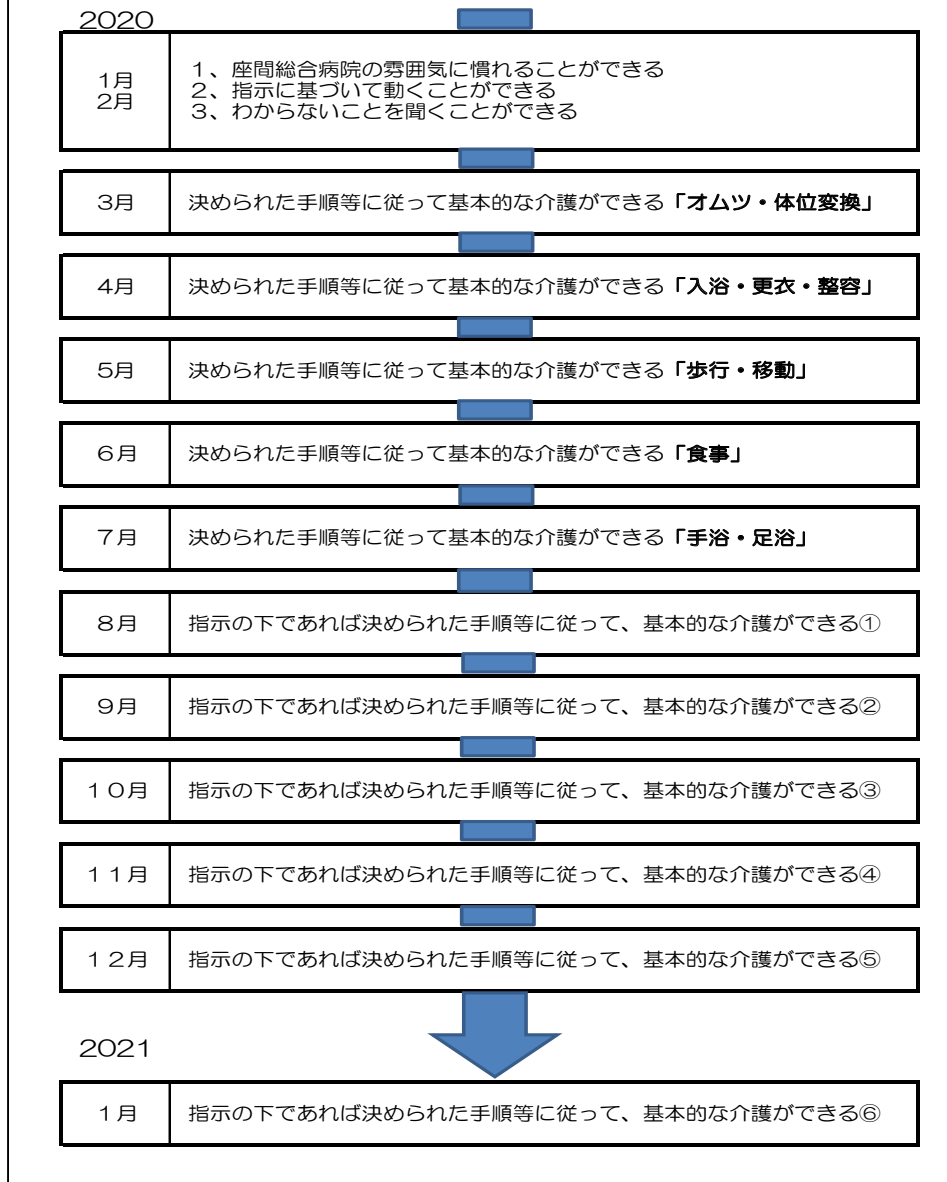 2020
1月
2月
1、座間総合病院の雰囲気に慣れることができる
2、指示に基づいて動くことができる
3、わからないことを聞くことができる
3月 決められた手順等に従って基本的な介護ができる「オムツ・体位変換」
4月 決められた手順等に従って基本的な介護ができる「入浴・更衣・整容」
5月 決められた手順等に従って基本的な介護ができる「歩行・移動」
6月 決められた手順等に従って基本的な介護ができる「食事」
7月 決められた手順等に従って基本的な介護ができる「手浴・足浴」
8月 指示の下であれば決められた手順等に従って、基本的な介護ができる①
9月 指示の下であれば決められた手順等に従って、基本的な介護ができる②
10月 指示の下であれば決められた手順等に従って、基本的な介護ができる③
11月 指示の下であれば決められた手順等に従って、基本的な介護ができる④
12月 指示の下であれば決められた手順等に従って、基本的な介護ができる⑤
2021
1月 指示の下であれば決められた手順等に従って、基本的な介護ができる⑥